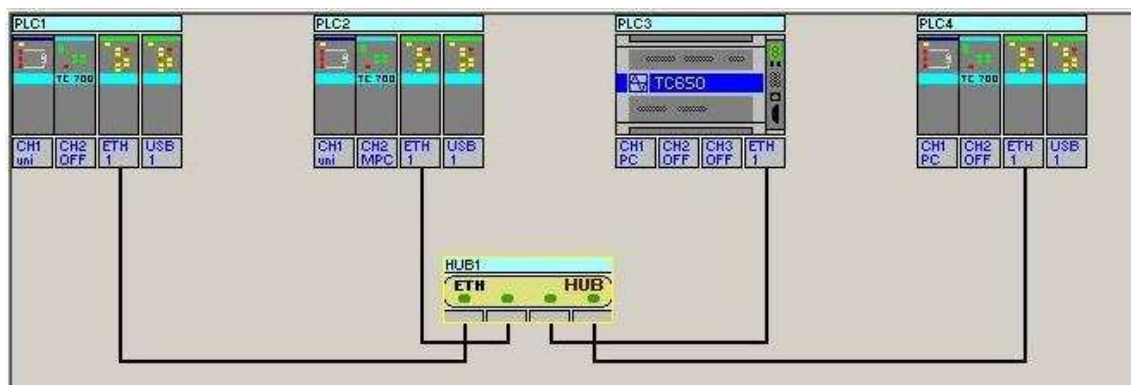 PLC1
TC 700
CH1 uni
CH2 OFF
ETH 1
USB 1
PLC2
TC 700
CH1 uni
CH2 MPC
ETH 1
USB 1
PLC3
TC650
CH1 PC
CH2 OFF
CH3 OFF
ETH 1
PLC4
TC 700
CH1 PC
CH2 OFF
ETH 1
USB 1
HUB1
ETH HUB